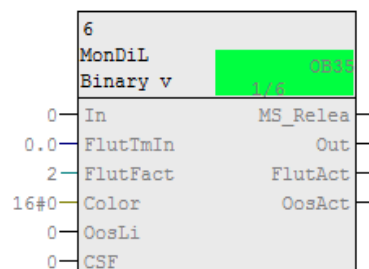 6
MonDiL
Binary v
OB35
1/6
0 In MS_Relea
0.0 FlutTmIn Out
2 FlutFact FlutAct
16#0 Color OosAct
0 OosLi
0 CSF